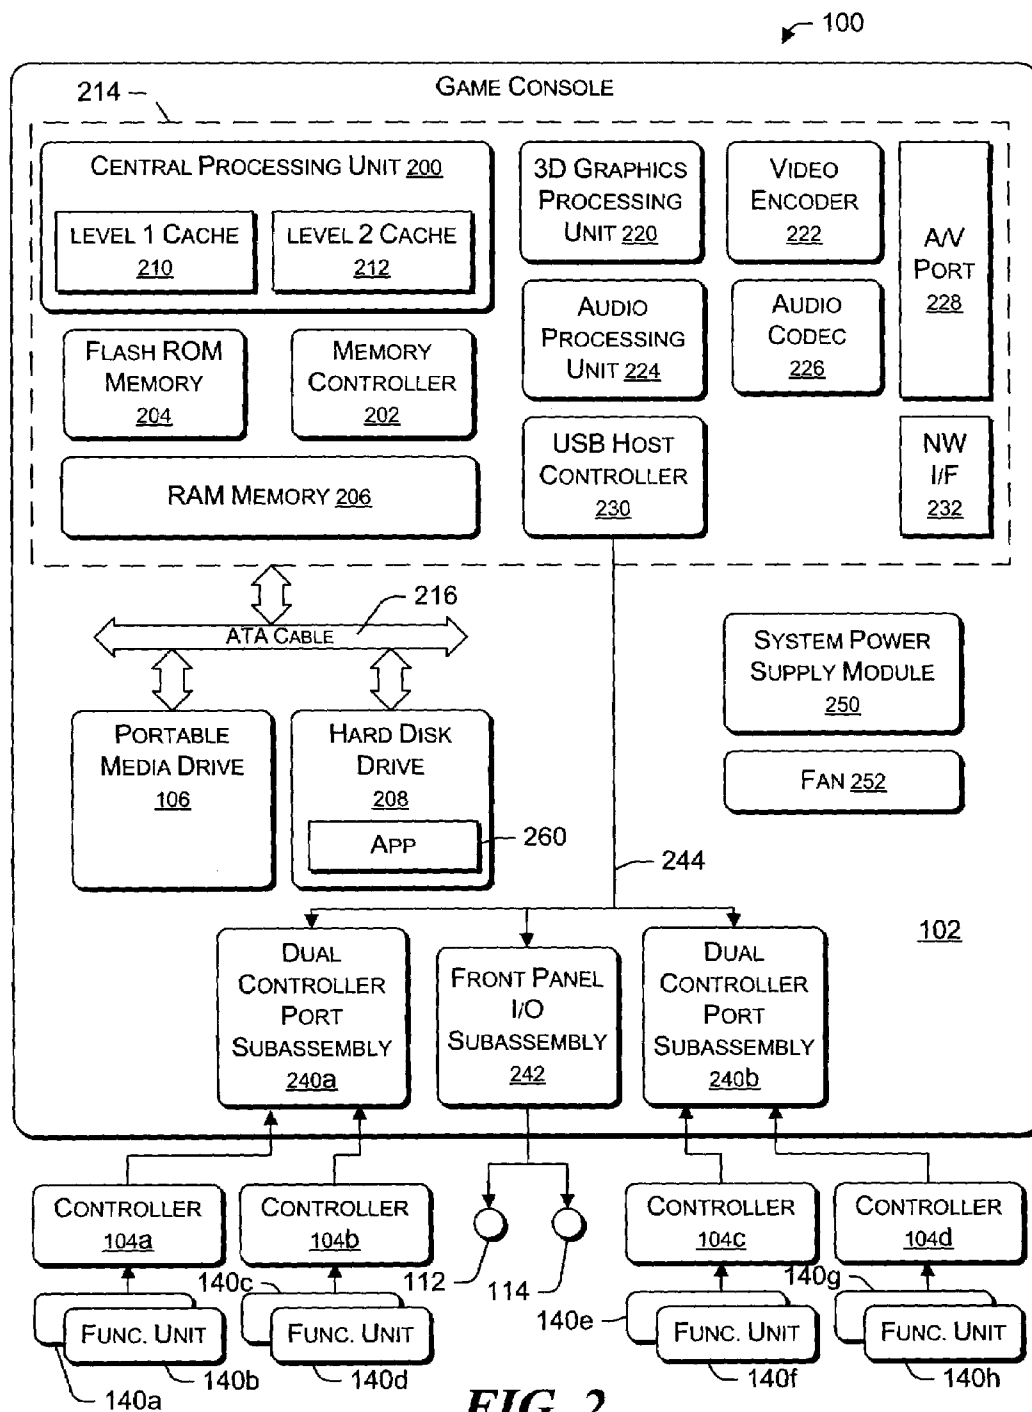 100
GAME CONSOLE
214
CENTRAL PROCESSING UNIT 200
LEVEL 1 CACHE
210
LEVEL 2 CACHE
212
3D GRAPHICS
PROCESSING
UNIT 220
VIDEO
ENCODER
222
A/V
PORT
228
FLASH ROM
MEMORY
204
MEMORY
CONTROLLER
202
AUDIO
PROCESSING
UNIT 224
AUDIO
CODEC
226
RAM MEMORY 206
USB HOST
CONTROLLER
230
NW
I/F
232
216
ATA CABLE
PORTABLE
MEDIA DRIVE
106
HARD DISK
DRIVE
208
APP
260
SYSTEM POWER
SUPPLY MODULE
250
FAN 252
244
102
DUAL
CONTROLLER
PORT
SUBASSEMBLY
240a
FRONT PANEL
I/O
SUBASSEMBLY
242
DUAL
CONTROLLER
PORT
SUBASSEMBLY
240b
CONTROLLER
104a
CONTROLLER
104b
112
114
CONTROLLER
104c
CONTROLLER
104d
140c
140e
140g
FUNC. UNIT
FUNC. UNIT
FUNC. UNIT
FUNC. UNIT
140a
140b
140d
140f
140h
FIG. 2